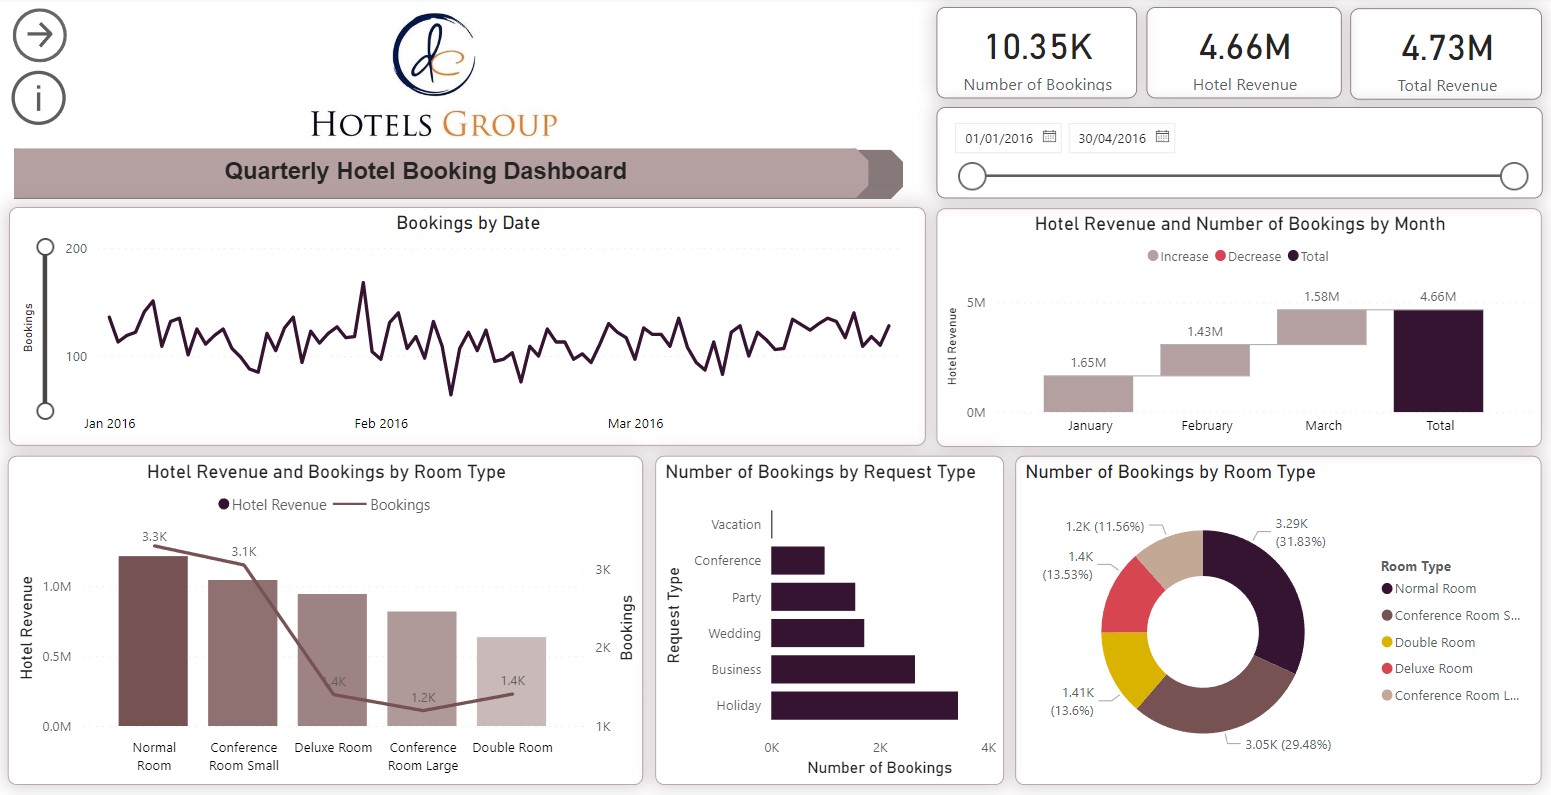 dc
HOTELS GROUP
Quarterly Hotel Booking Dashboard
10.35K
Number of Bookings
4.66M
Hotel Revenue
4.73M
Total Revenue
01/01/2016
30/04/2016
Bookings by Date
200
100
Bookings
Jan 2016
Feb 2016
Mar 2016
Hotel Revenue and Number of Bookings by Month
Increase
Decrease
Total
5M
0M
Hotel Revenue
1.65M
1.43M
1.58M
4.66M
January
February
March
Total
Hotel Revenue and Bookings by Room Type
Hotel Revenue
Bookings
3.3K
3.1K
1.2K
1.4K
1.0M
0.5M
0.0M
Hotel Revenue
3K
2K
1K
Bookings
Normal
Room
Conference
Room Small
Deluxe Room
Conference
Room Large
Double Room
Number of Bookings by Request Type
Request Type
Vacation
Conference
Party
Wedding
Business
Holiday
0K
2K
4K
Number of Bookings
Number of Bookings by Room Type
3.29K
(31.83%)
3.05K (29.48%)
1.41K
(13.6%)
1.4K
(13.53%)
1.2K (11.56%)
Room Type
Normal Room
Conference Room S...
Double Room
Deluxe Room
Conference Room L...